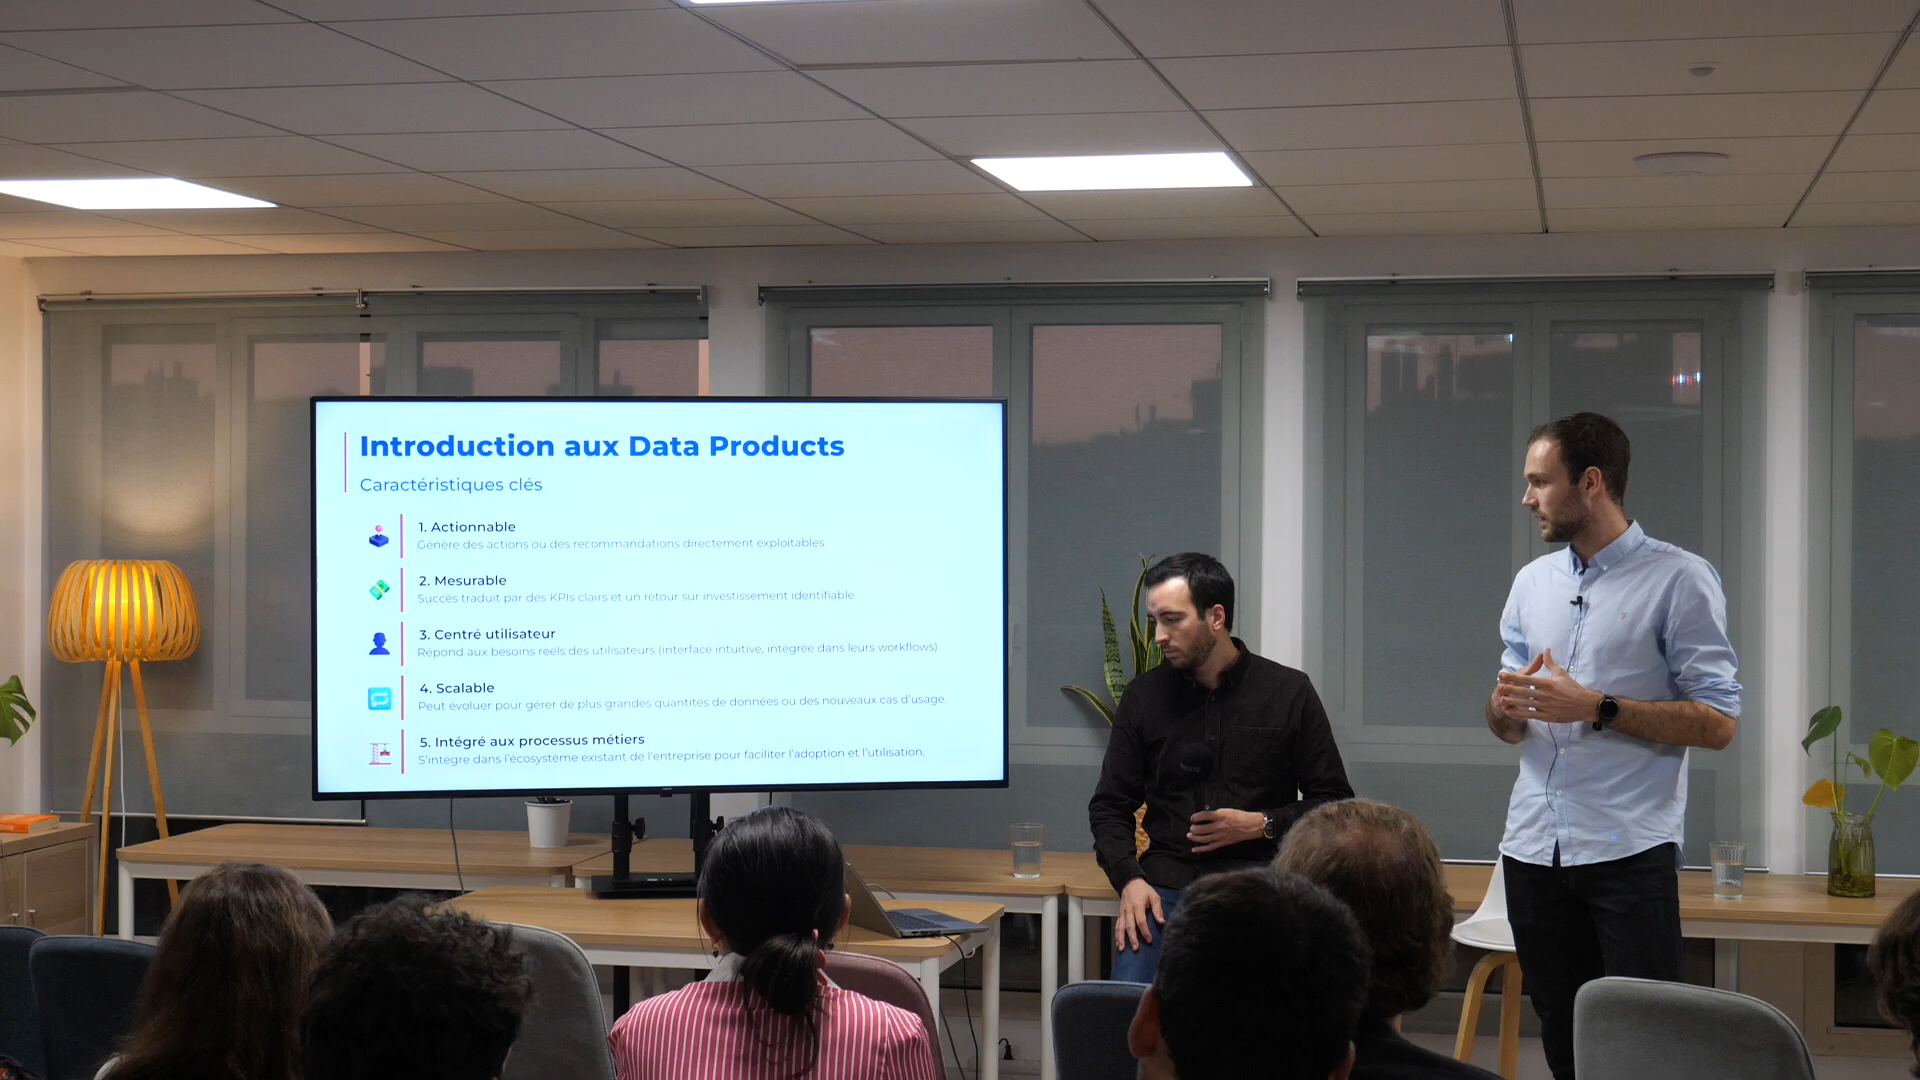 Introduction aux Data Products
Caractéristiques clés
1. Actionnable
Génère des actions ou des recommandations directement exploitables.
2. Mesurable
Succès traduit par des KPIs clairs et un retour sur investissement identifiable.
3. Centré utilisateur
Répond aux besoins réels des utilisateurs (interface intuitive, intégrée dans leurs workflows).
4. Scalable
Peut évoluer pour gérer de plus grandes quantités de données ou des nouveaux cas d'usage.
5. Intégré aux processus métiers
S'intègre dans l'écosystème existant de l'entreprise pour faciliter l'adoption et l'utilisation.